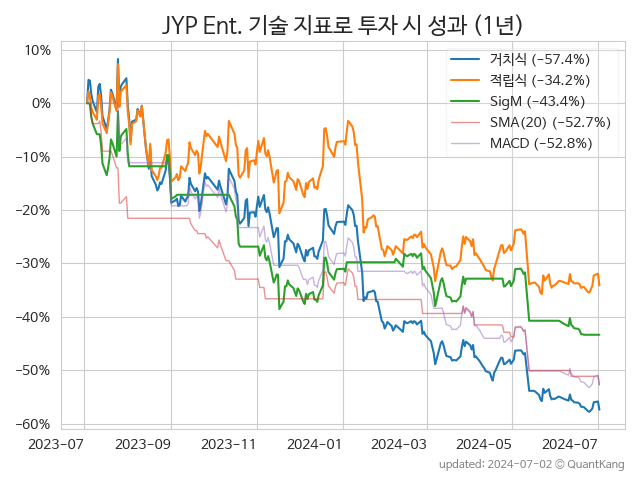 JYP Ent. 기술 지표로 투자 시 성과 (1년)
거치식 (−57.4%)
적립식 (−34.2%)
SigM (−43.4%)
SMA(20) (−52.7%)
MACD (−52.8%)
10%
0%
−10%
−20%
−30%
−40%
−50%
−60%
2023-07 2023-09 2023-11 2024-01 2024-03 2024-05 2024-07
updated: 2024-07-02 © QuantKang